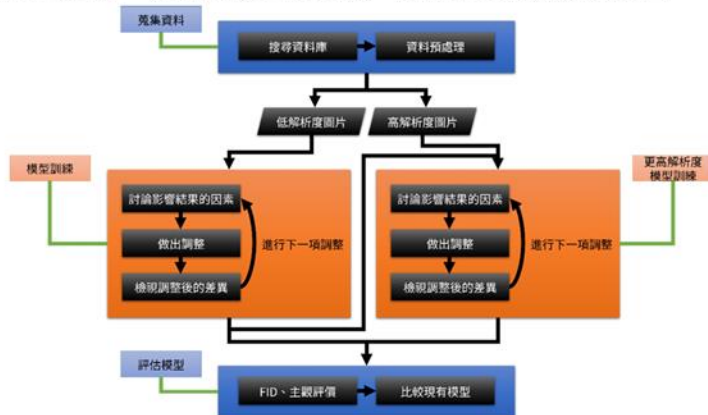 蒐集資料
搜尋資料庫
資料預處理
低解析度圖片
高解析度圖片
模型訓練
討論影響結果的因素
做出調整
檢視調整後的差異
進行下一項調整
更高解析度
模型訓練
討論影響結果的因素
做出調整
檢視調整後的差異
進行下一項調整
評估模型
FID、主觀評價
比較現有模型